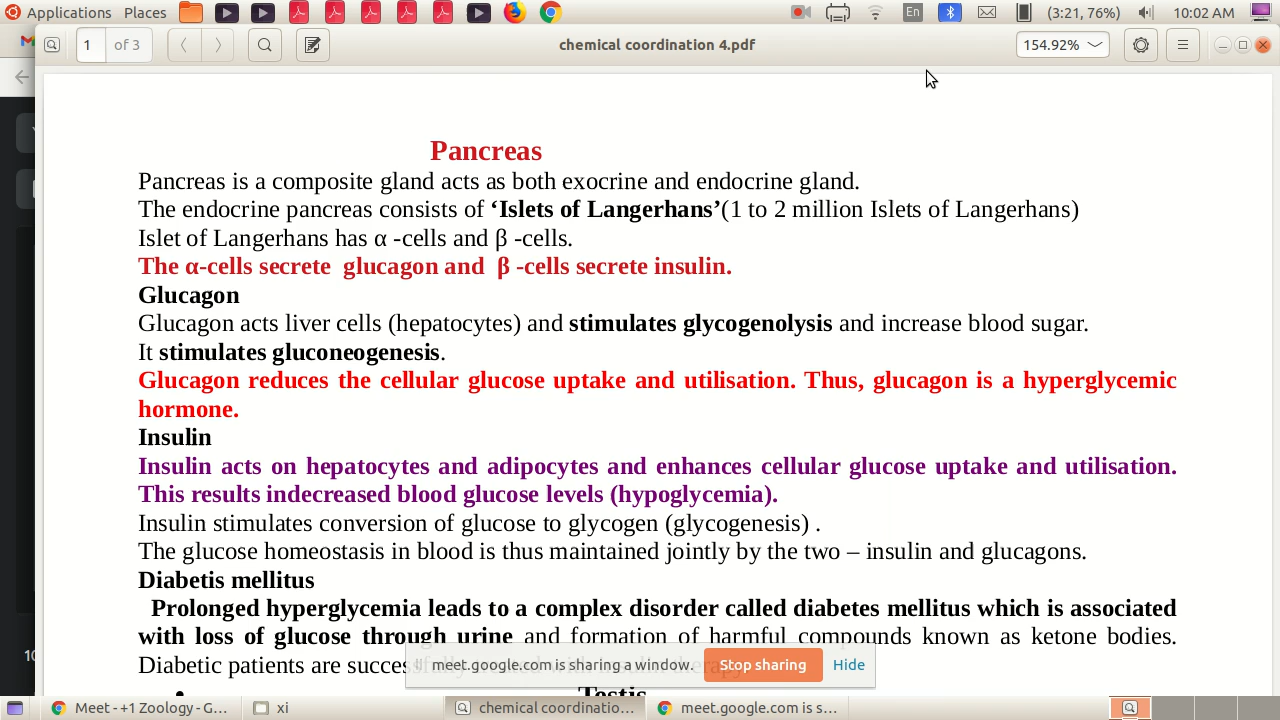 Applications Places En (3:21, 76%) 10:02 AM
1 of 3 chemical coordination 4.pdf 154.92%
Pancreas
Pancreas is a composite gland acts as both exocrine and endocrine gland.
The endocrine pancreas consists of ‘Islets of Langerhans’(1 to 2 million Islets of Langerhans)
Islet of Langerhans has α -cells and β -cells.
The α-cells secrete glucagon and β -cells secrete insulin.
Glucagon
Glucagon acts liver cells (hepatocytes) and stimulates glycogenolysis and increase blood sugar.
It stimulates gluconeogenesis.
Glucagon reduces the cellular glucose uptake and utilisation. Thus, glucagon is a hyperglycemic
hormone.
Insulin
Insulin acts on hepatocytes and adipocytes and enhances cellular glucose uptake and utilisation.
This results indecreased blood glucose levels (hypoglycemia).
Insulin stimulates conversion of glucose to glycogen (glycogenesis) .
The glucose homeostasis in blood is thus maintained jointly by the two – insulin and glucagons.
Diabetis mellitus
Prolonged hyperglycemia leads to a complex disorder called diabetes mellitus which is associated
with loss of glucose through urine and formation of harmful compounds known as ketone bodies.
Diabetic patients are
meet.google.com is sharing a window. Stop sharing Hide
Testis
10
Meet - +1 Zoology - G... xi chemical coordinatio... meet.google.com is s...